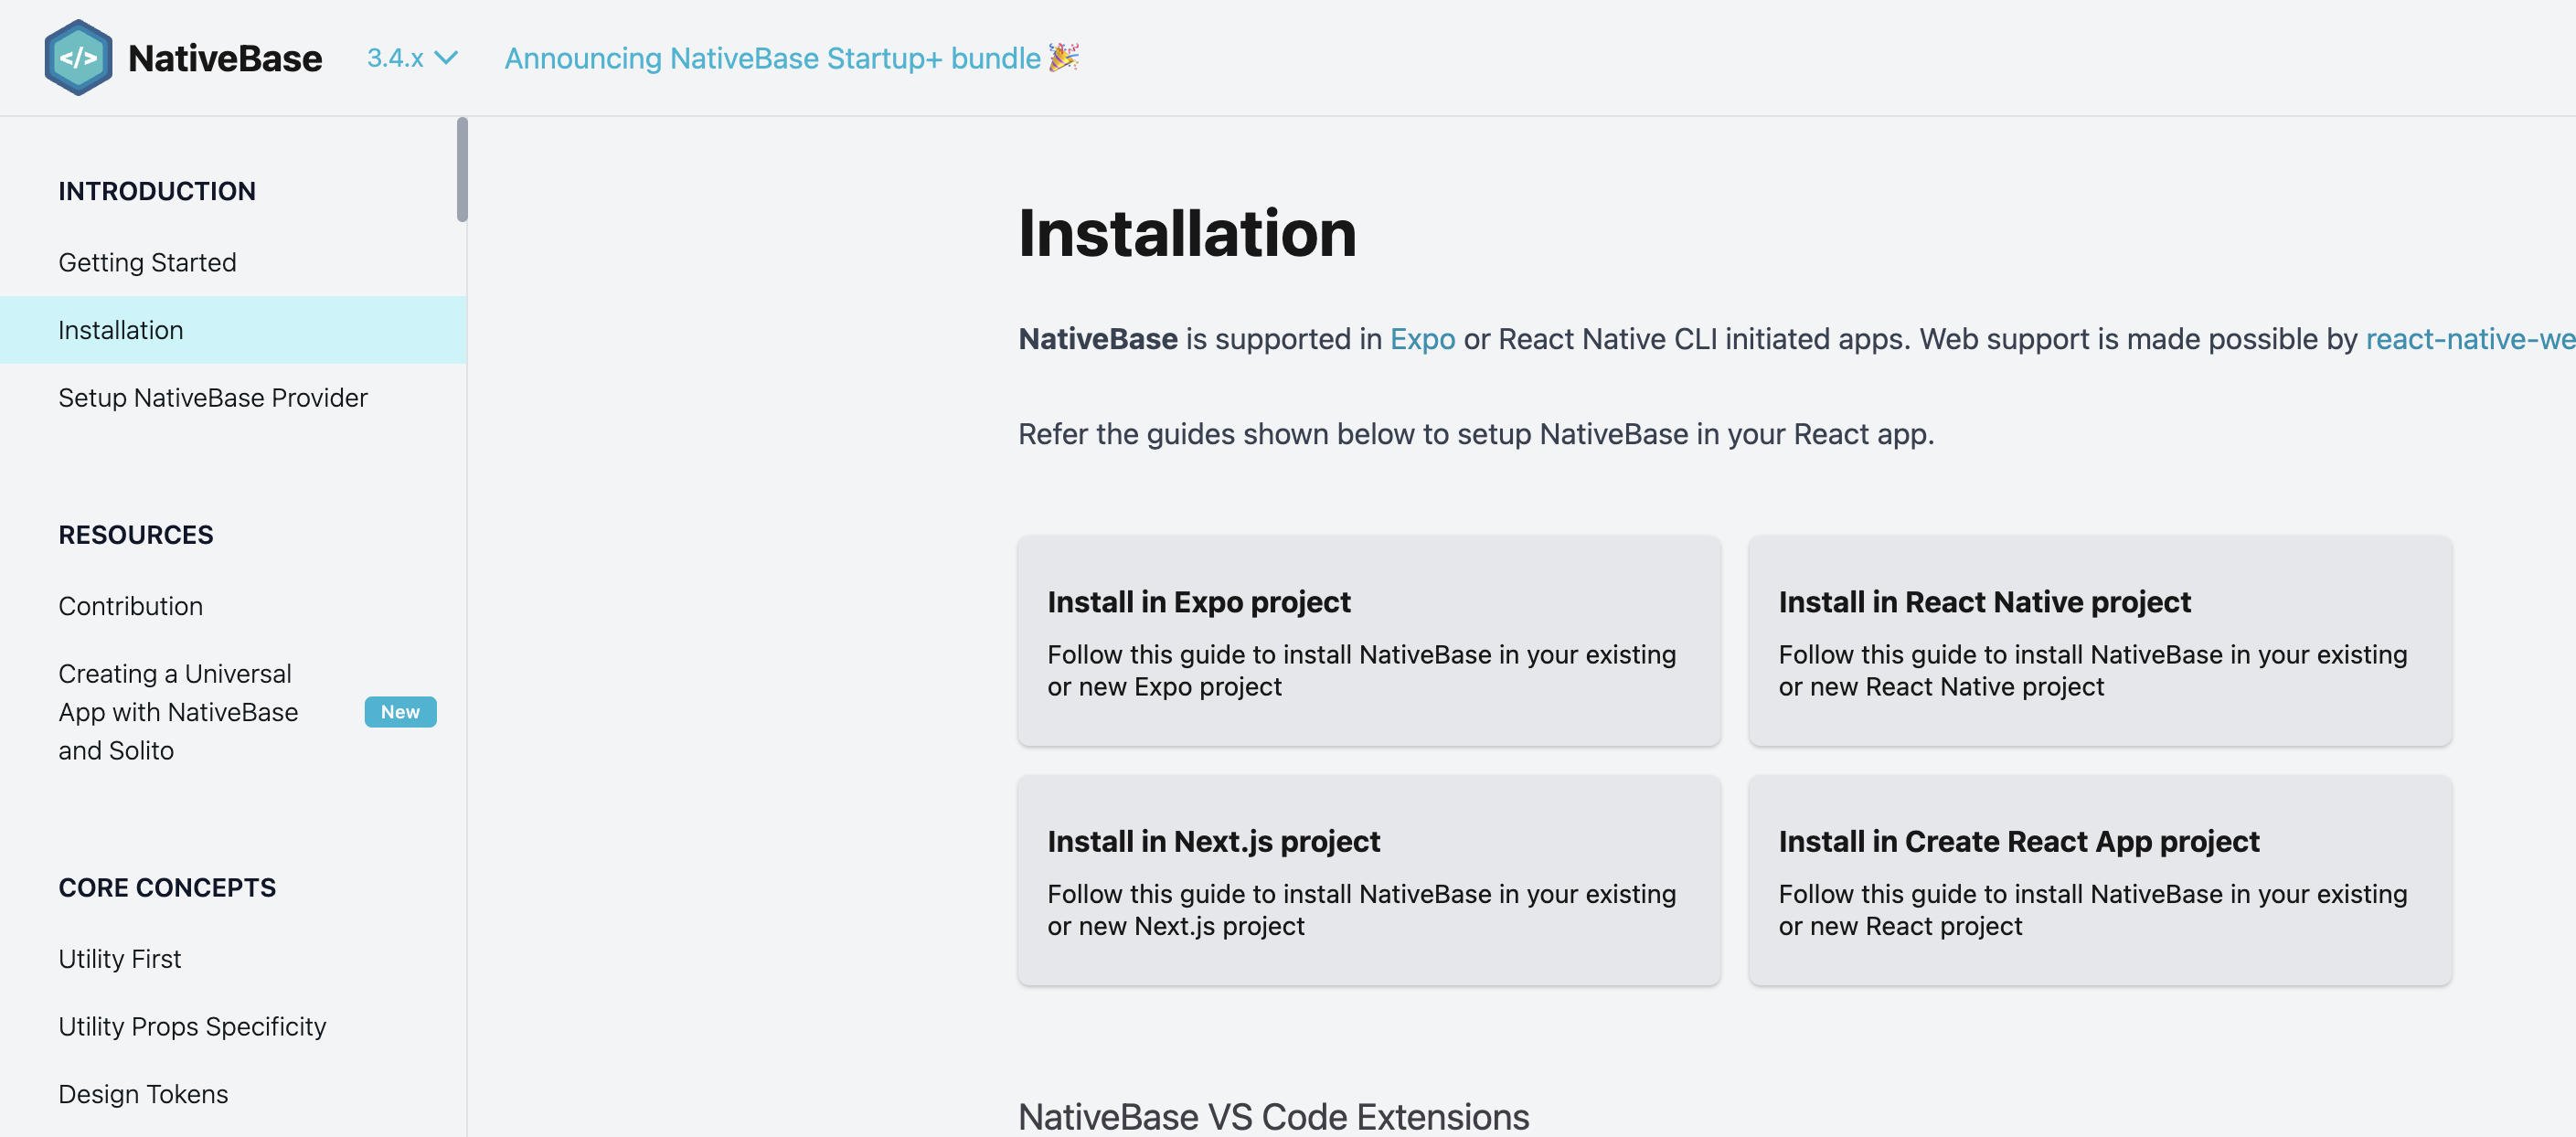 </> NativeBase 3.4.x Announcing NativeBase Startup+ bundle 🎉
INTRODUCTION
Getting Started
Installation
Setup NativeBase Provider
RESOURCES
Contribution
Creating a Universal
App with NativeBase
and Solito
New
CORE CONCEPTS
Utility First
Utility Props Specificity
Design Tokens
Installation
NativeBase is supported in Expo or React Native CLI initiated apps. Web support is made possible by react-native-we
Refer the guides shown below to setup NativeBase in your React app.
Install in Expo project
Follow this guide to install NativeBase in your existing
or new Expo project
Install in React Native project
Follow this guide to install NativeBase in your existing
or new React Native project
Install in Next.js project
Follow this guide to install NativeBase in your existing
or new Next.js project
Install in Create React App project
Follow this guide to install NativeBase in your existing
or new React project
NativeBase VS Code Extensions